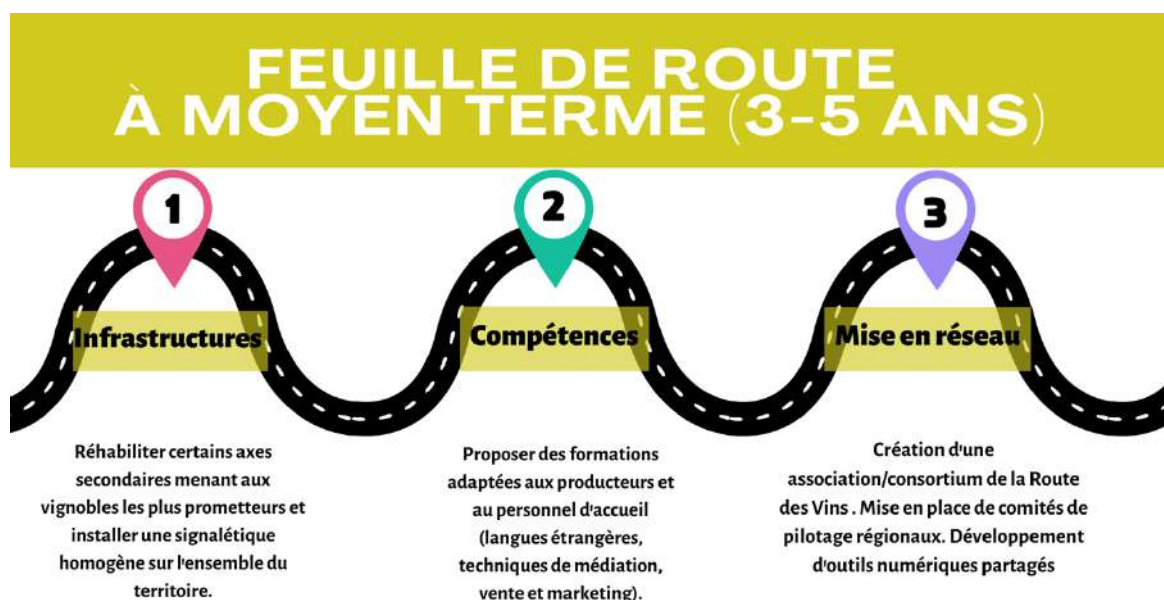 FEUILLE DE ROUTE
À MOYEN TERME (3-5 ANS)
1
Infrastructures
Réhabiliter certains axes
secondaires menant aux
vignobles les plus prometteurs et
installer une signalétique
homogène sur l'ensemble du
territoire.
2
Compétences
Proposer des formations
adaptées aux producteurs et
au personnel d'accueil
(langues étrangères,
techniques de médiation,
vente et marketing).
3
Mise en réseau
Création d'une
association/consortium de la Route
des Vins . Mise en place de comités de
pilotage régionaux. Développement
d'outils numériques partagés